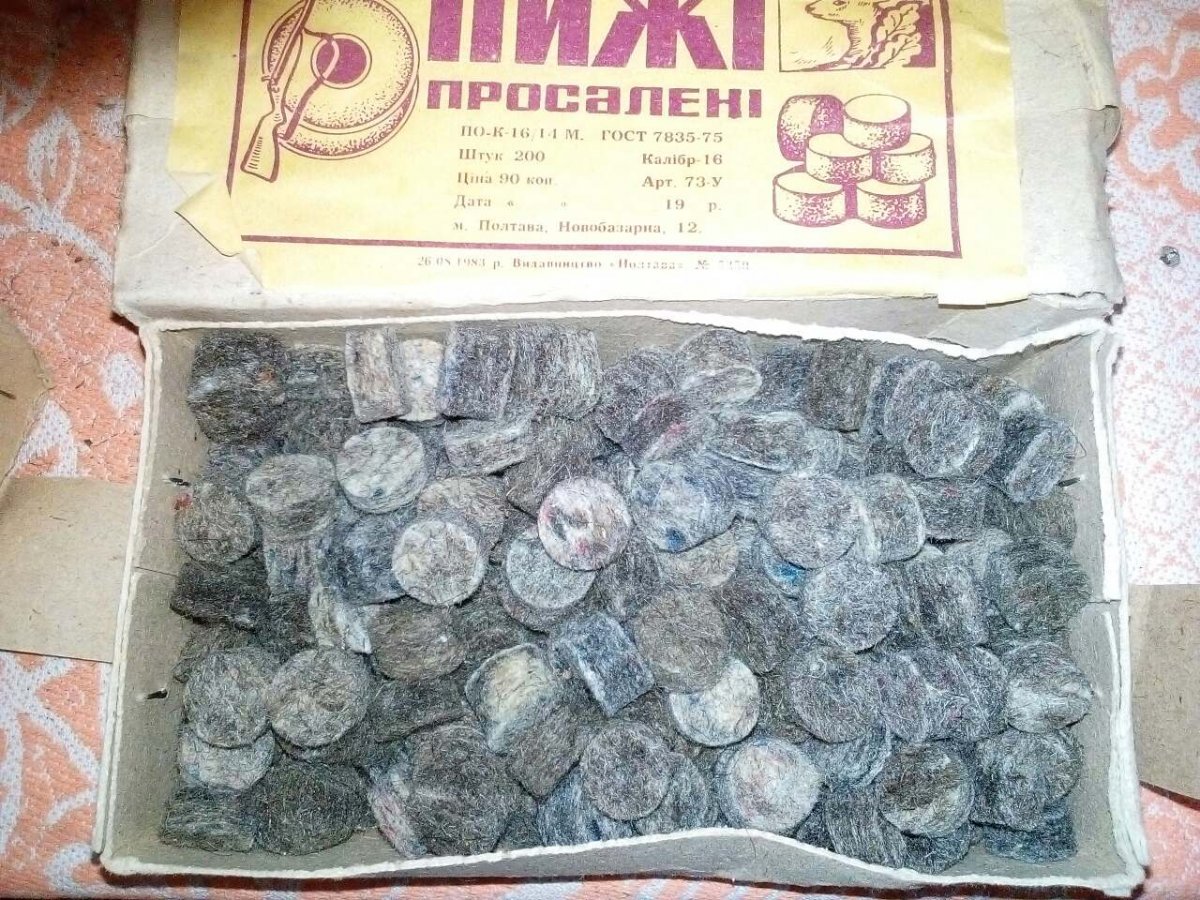 ПИЖІ
ПРОСАЛЕНІ
ПО-К-16/14 М. ГОСТ 7835-75
Штук 200 Калібр-16
Ціна 90 коп. Арт. 73-У
Дата « » 19 р.
м. Полтава, Новобазарна, 12.
26.08.1983 р. Видавництво «Полтава» №